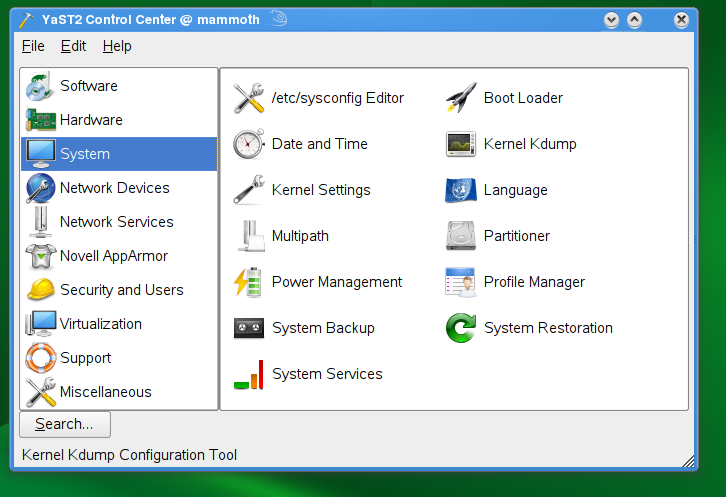 YaST2 Control Center @ mammoth
File Edit Help
Software
Hardware
System
Network Devices
Network Services
Novell AppArmor
Security and Users
Virtualization
Support
Miscellaneous
/etc/sysconfig Editor
Boot Loader
Date and Time
Kernel Kdump
Kernel Settings
Language
Multipath
Partitioner
Power Management
Profile Manager
System Backup
System Restoration
System Services
Search...
Kernel Kdump Configuration Tool